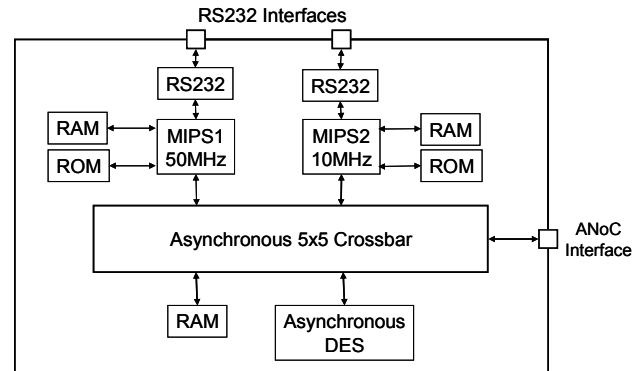 RS232 Interfaces
RS232
RS232
RAM
ROM
MIPS1
50MHz
MIPS2
10MHz
RAM
ROM
Asynchronous 5x5 Crossbar
ANoC
Interface
RAM
Asynchronous
DES